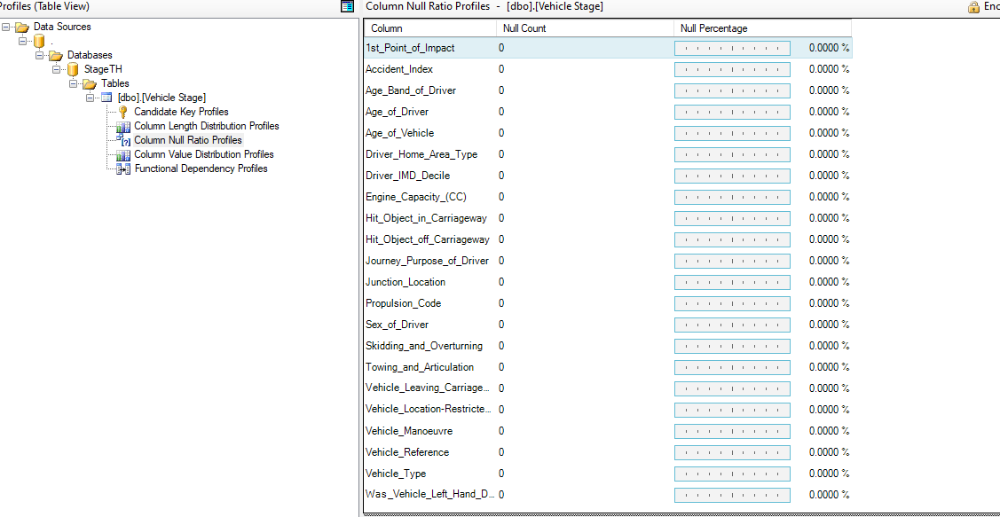 Profiles (Table View)
Data Sources
.
Databases
StageTH
Tables
[dbo].[Vehicle Stage]
Candidate Key Profiles
Column Length Distribution Profiles
Column Null Ratio Profiles
Column Value Distribution Profiles
Functional Dependency Profiles
Column Null Ratio Profiles - [dbo].[Vehicle Stage]
Enc
Column Null Count Null Percentage
1st_Point_of_Impact 0 0.0000 %
Accident_Index 0 0.0000 %
Age_Band_of_Driver 0 0.0000 %
Age_of_Driver 0 0.0000 %
Age_of_Vehicle 0 0.0000 %
Driver_Home_Area_Type 0 0.0000 %
Driver_IMD_Decile 0 0.0000 %
Engine_Capacity_(CC) 0 0.0000 %
Hit_Object_in_Carriageway 0 0.0000 %
Hit_Object_off_Carriageway 0 0.0000 %
Journey_Purpose_of_Driver 0 0.0000 %
Junction_Location 0 0.0000 %
Propulsion_Code 0 0.0000 %
Sex_of_Driver 0 0.0000 %
Skidding_and_Overturning 0 0.0000 %
Towing_and_Articulation 0 0.0000 %
Vehicle_Leaving_Carriage... 0 0.0000 %
Vehicle_Location-Restricte... 0 0.0000 %
Vehicle_Manoeuvre 0 0.0000 %
Vehicle_Reference 0 0.0000 %
Vehicle_Type 0 0.0000 %
Was_Vehicle_Left_Hand_D... 0 0.0000 %